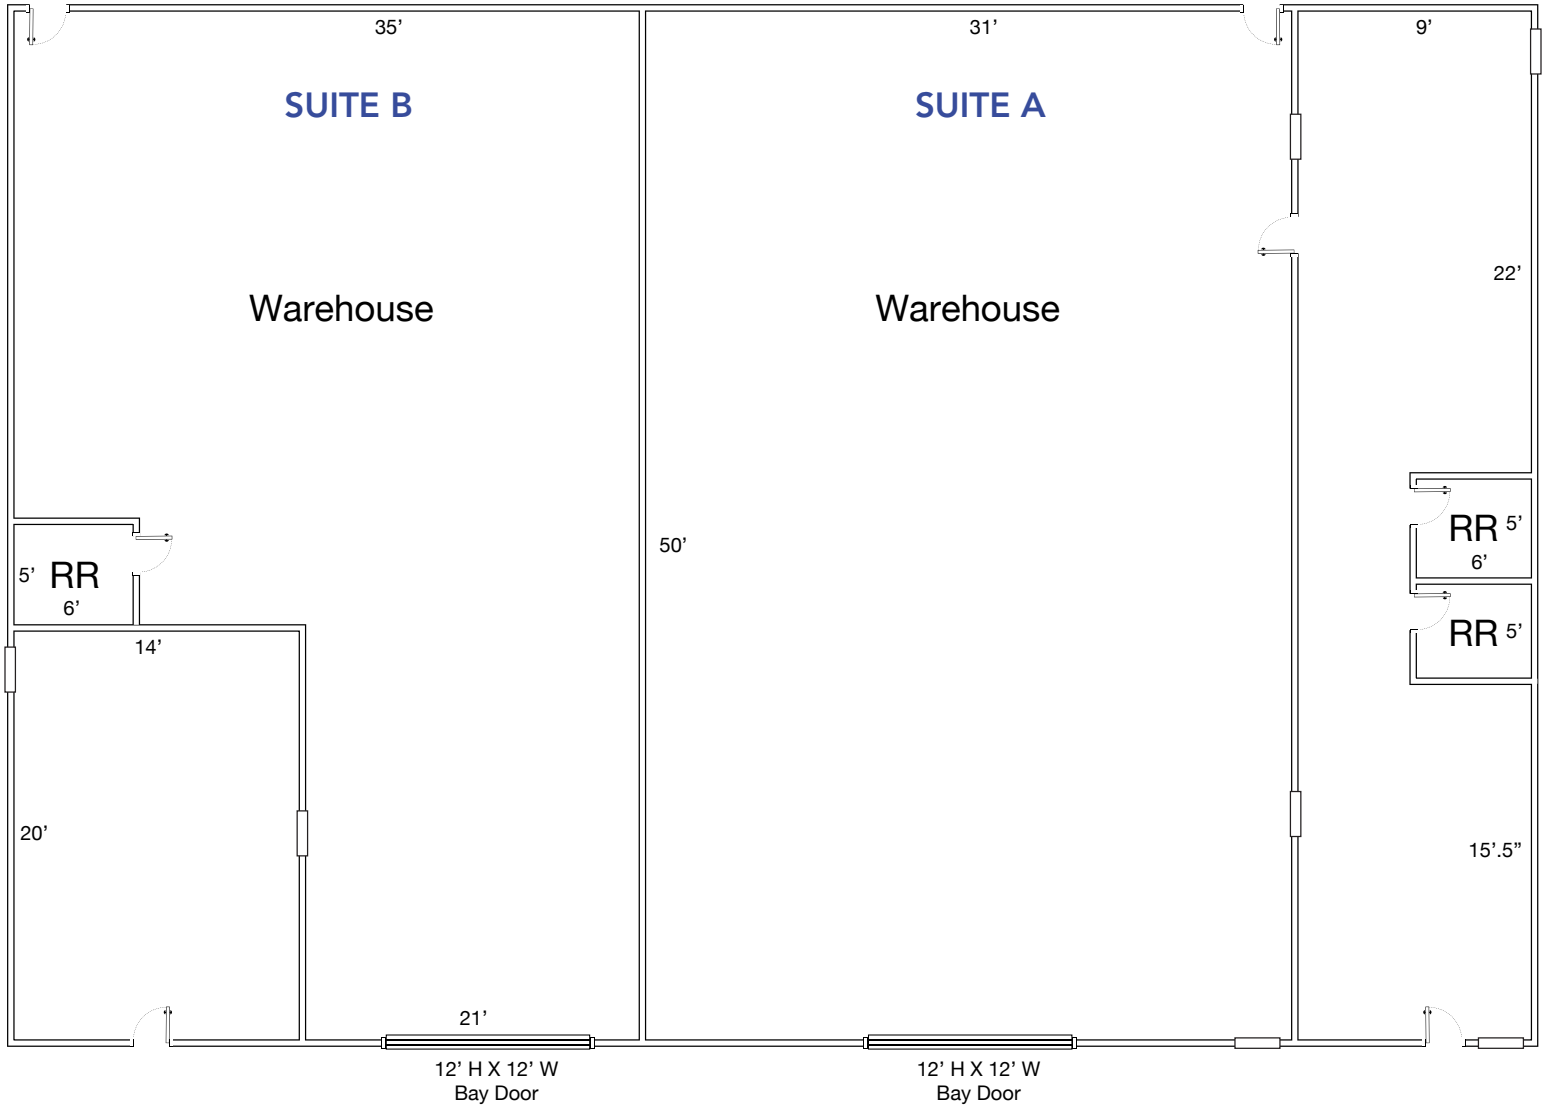 35’
31’
9’
SUITE B
SUITE A
22’
Warehouse
Warehouse
RR 5’
6’
50’
5’ RR
6’
RR 5’
14’
20’
15’.5”
21’
12’ H X 12’ W
Bay Door
12’ H X 12’ W
Bay Door